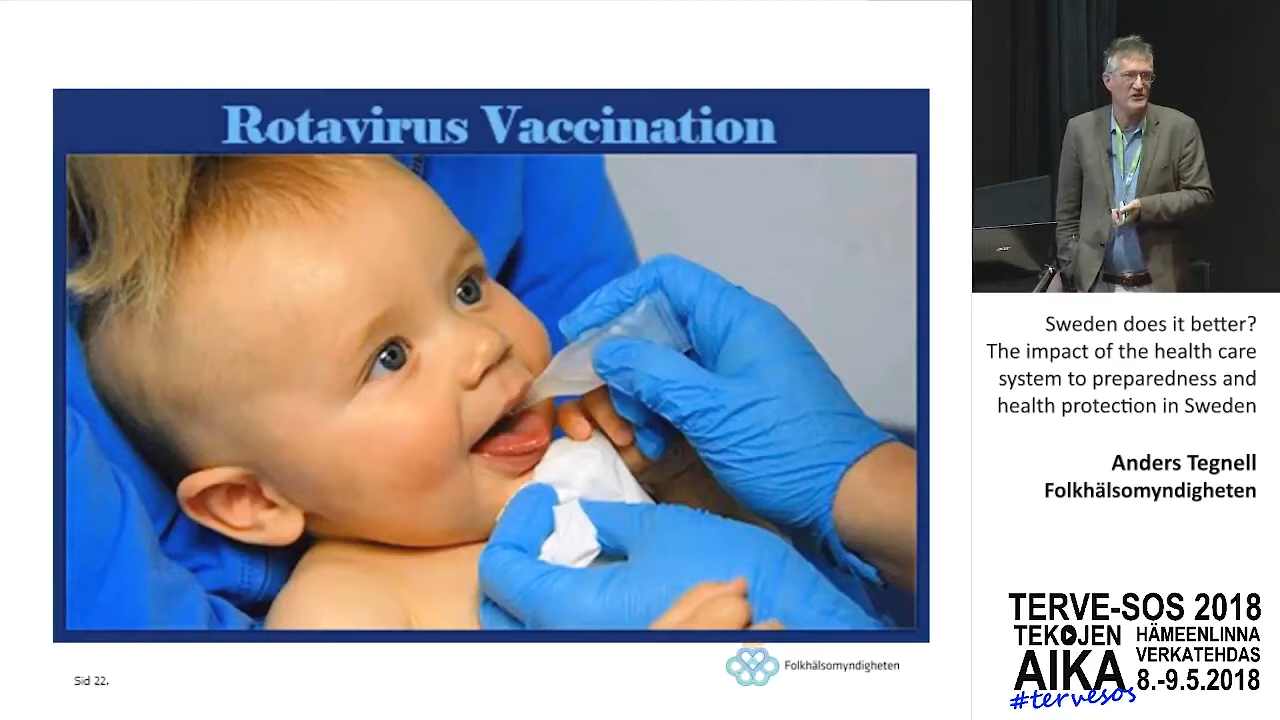 Rotavirus Vaccination
Folkhälsomyndigheten
Sid 22.
acer
Sweden does it better?
The impact of the health care
system to preparedness and
health protection in Sweden
Anders Tegnell
Folkhälsomyndigheten
TERVE-SOS 2018
TEKOJEN
AIKA
HÄMEENLINNA
VERKATEHDAS
8.-9.5.2018
#tervesos